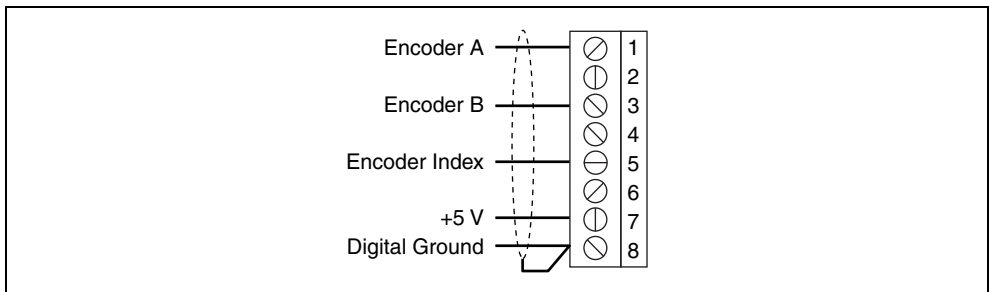 Encoder A 1
2
Encoder B 3
4
Encoder Index 5
6
+5 V 7
Digital Ground 8